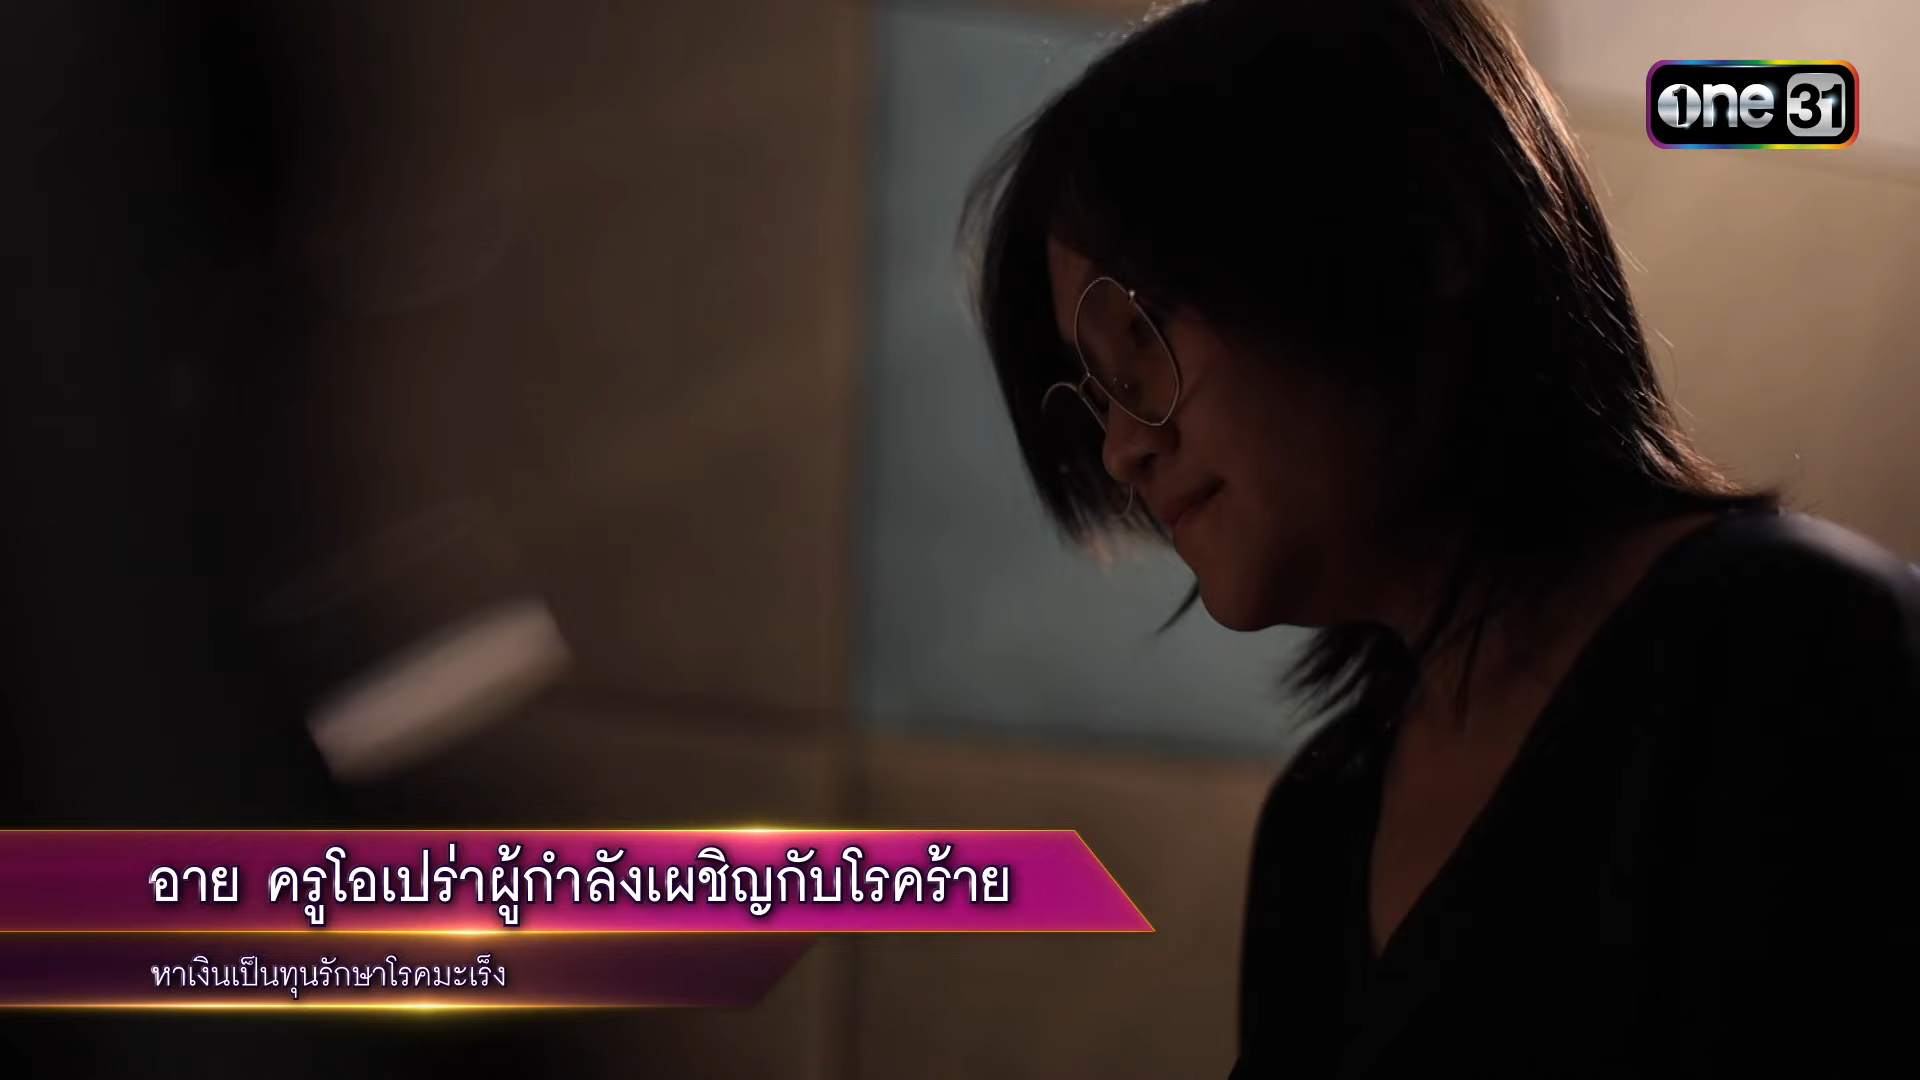 one 31
อาย ครูโอเปร่าผู้กำลังเผชิญกับโรคร้าย
หาเงินเป็นทุนรักษาโรคมะเร็ง